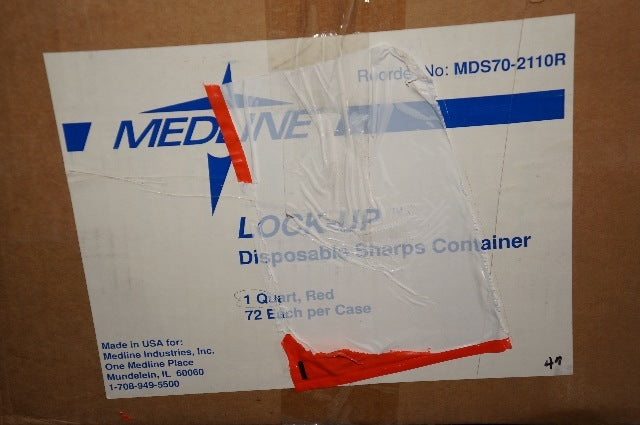 Reorder No: MDS70-2110R
MEDLINE
LOCK-UP
Disposable Sharps Container
1 Quart, Red
72 Each per Case
Made in USA for:
Medline Industries, Inc.
One Medline Place
Mundelein, IL 60060
1-708-949-5500
47